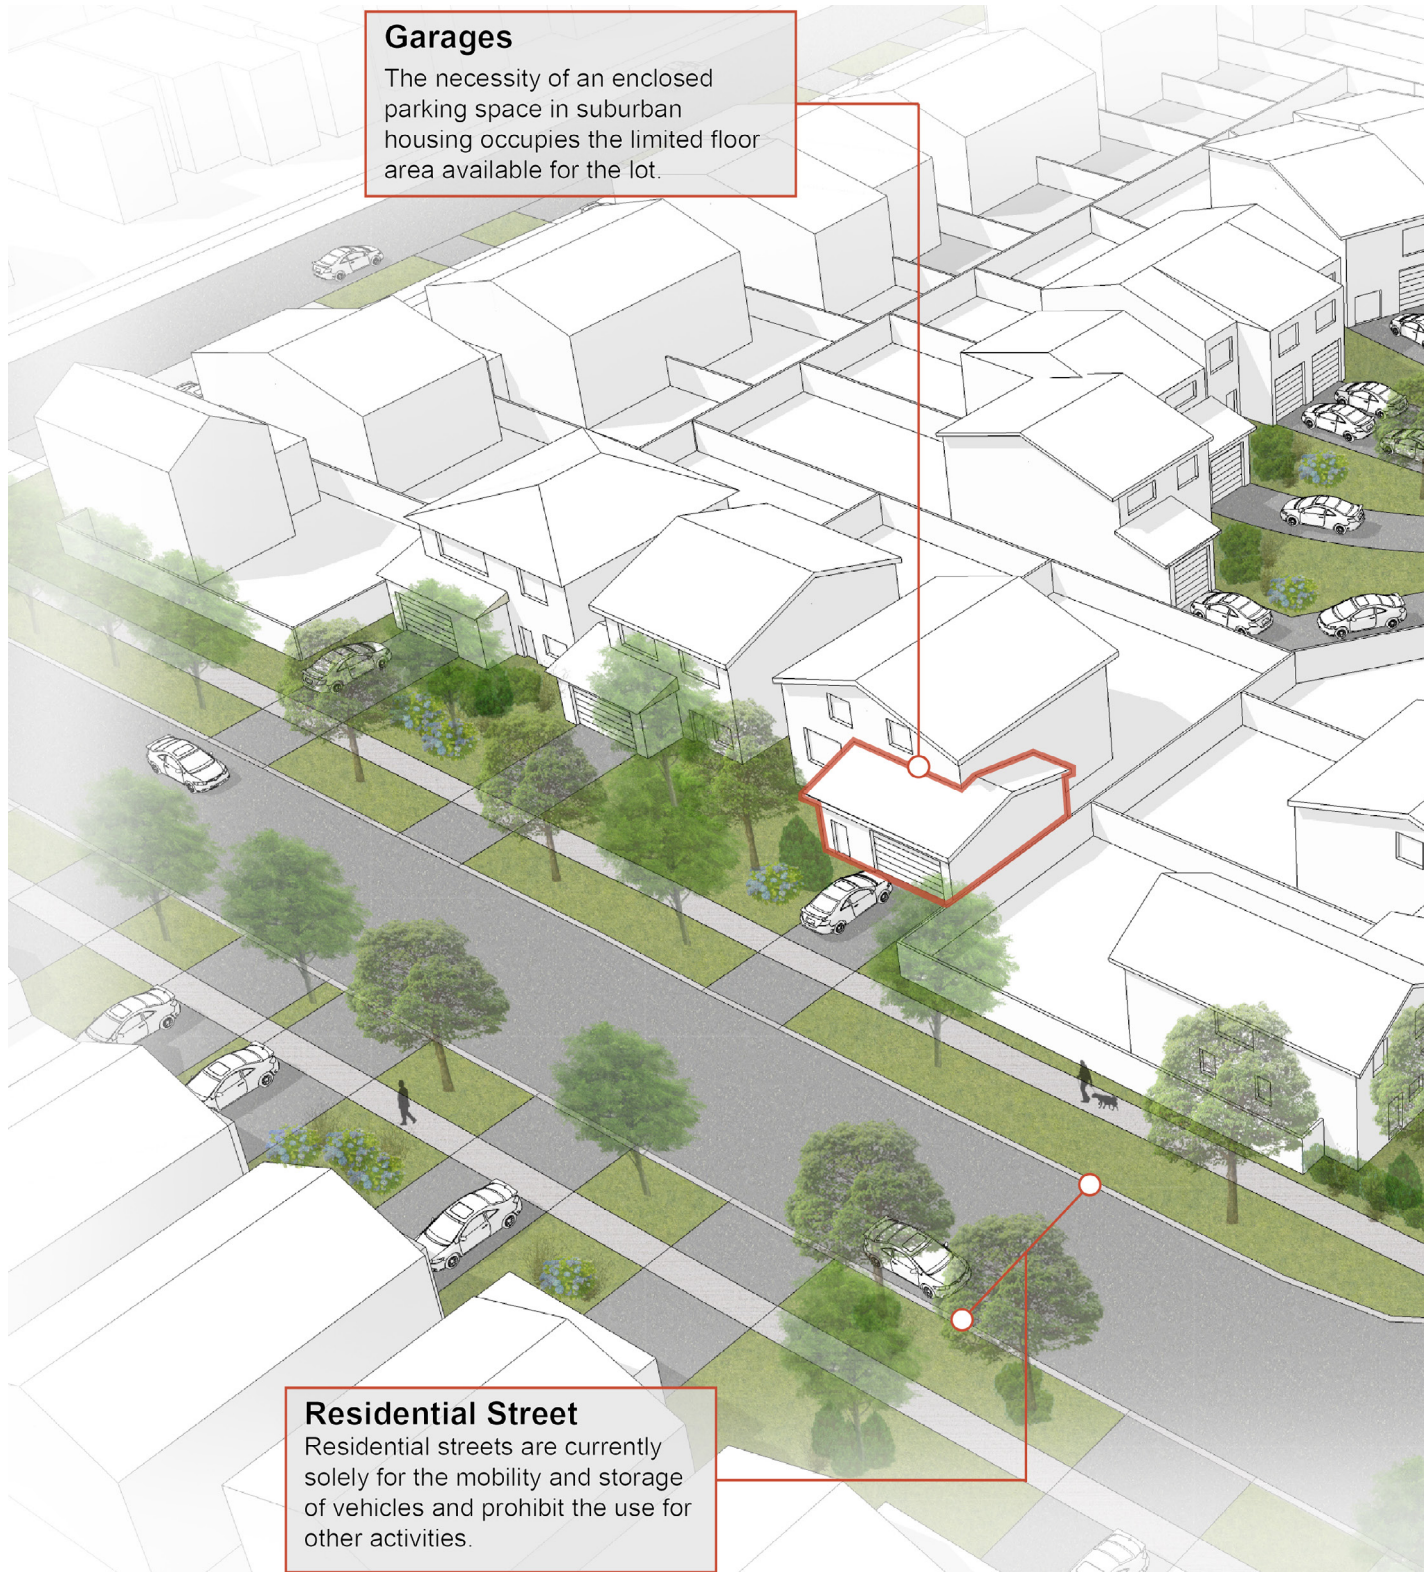 Garages
The necessity of an enclosed
parking space in suburban
housing occupies the limited floor
area available for the lot.
Residential Street
Residential streets are currently
solely for the mobility and storage
of vehicles and prohibit the use for
other activities.